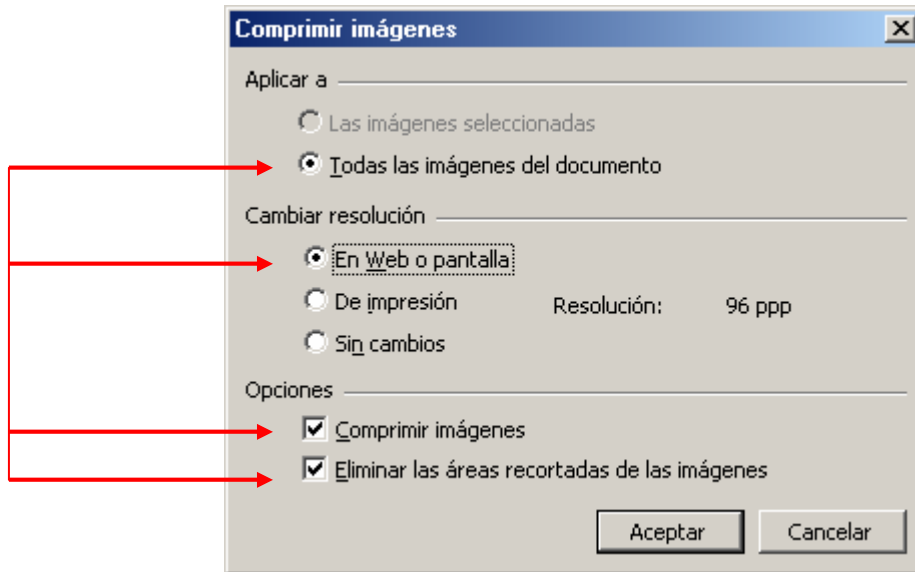 Comprimir imágenes
Aplicar a
Las imágenes seleccionadas
Todas las imágenes del documento
Cambiar resolución
En Web o pantalla
De impresión Resolución: 96 ppp
Sin cambios
Opciones
Comprimir imágenes
Eliminar las áreas recortadas de las imágenes
Aceptar Cancelar